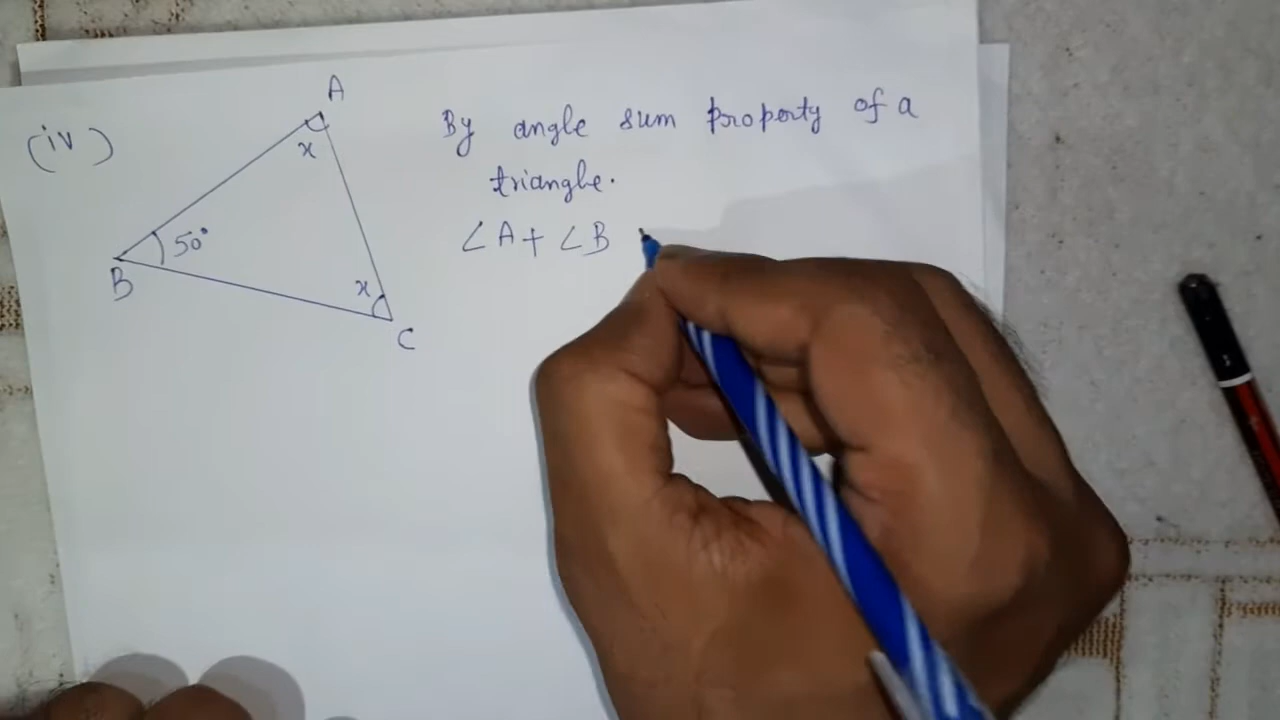 (iv)
A
x
50°
B
x
C
By angle sum property of a
triangle.
∠A + ∠B